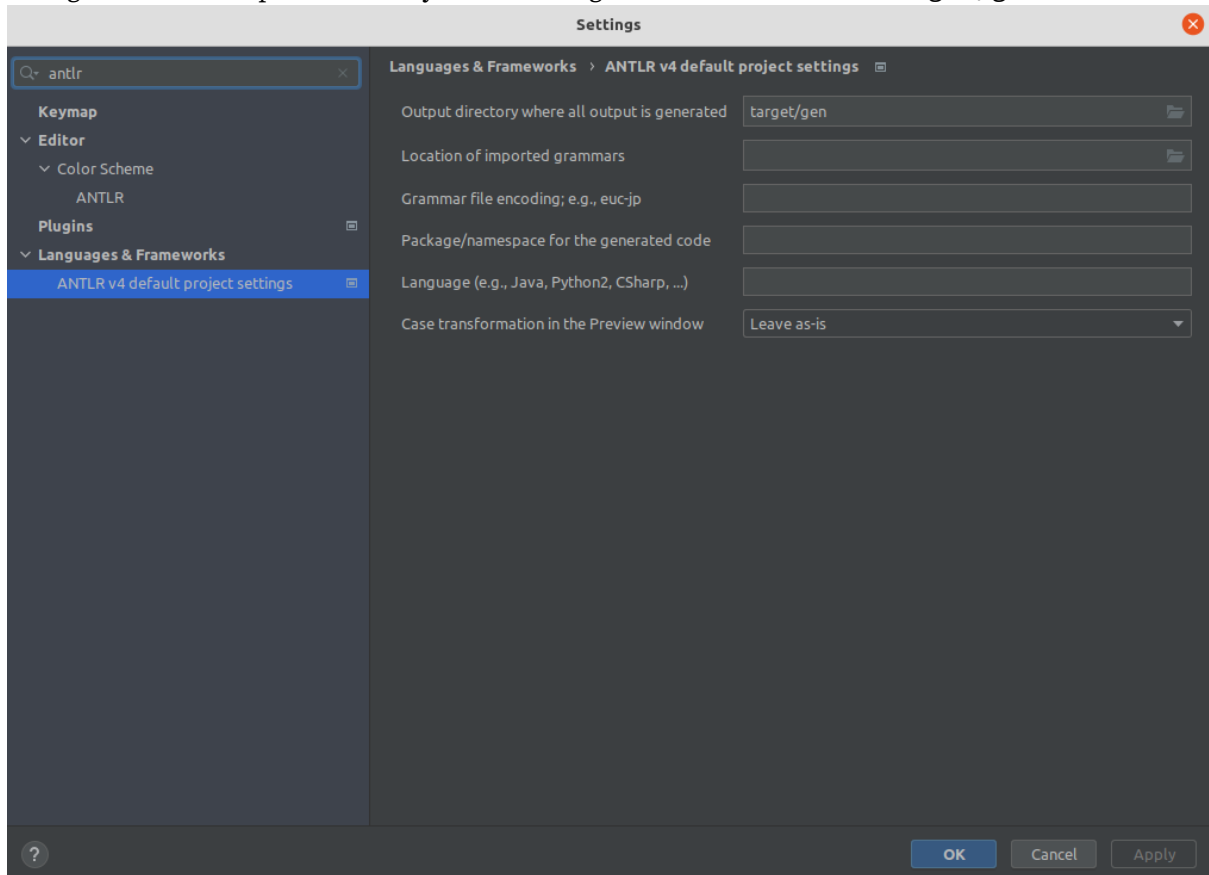 Settings
antlr
Keymap
Editor
Color Scheme
ANTLR
Plugins
Languages & Frameworks
ANTLR v4 default project settings
Languages & Frameworks › ANTLR v4 default project settings
Output directory where all output is generated target/gen
Location of imported grammars
Grammar file encoding; e.g., euc-jp
Package/namespace for the generated code
Language (e.g., Java, Python2, CSharp, ...)
Case transformation in the Preview window Leave as-is
? OK Cancel Apply